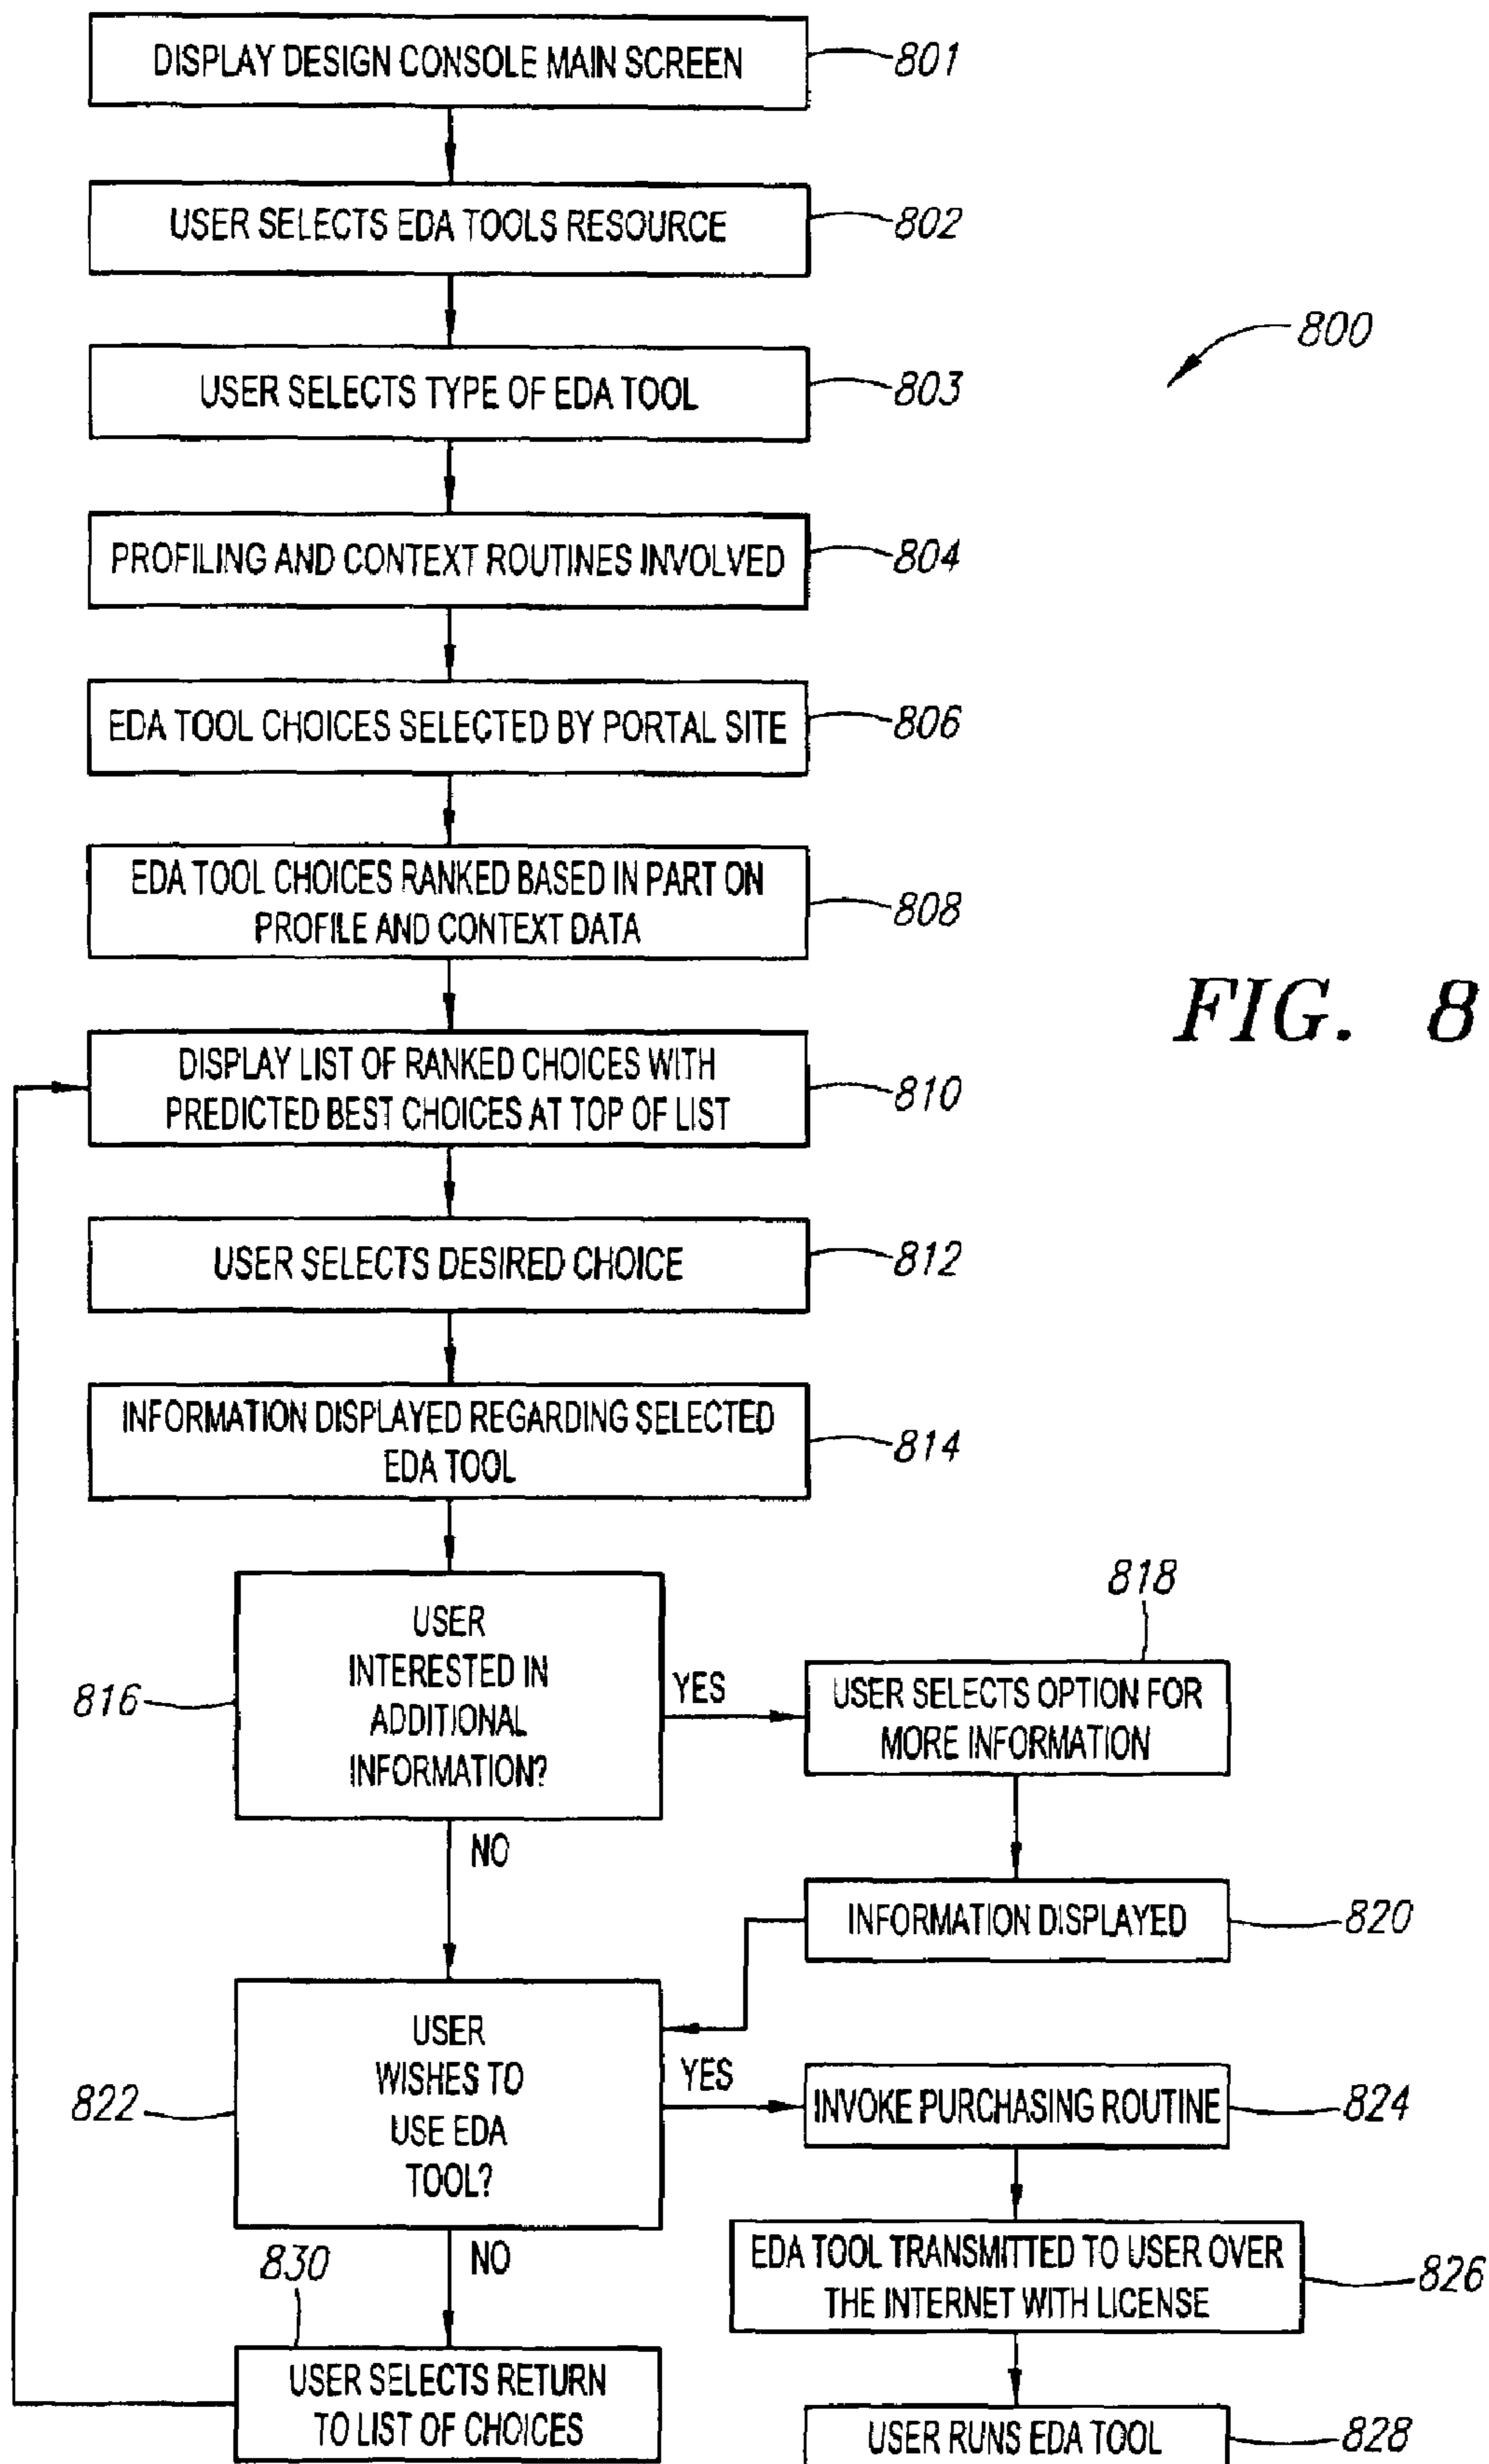 DISPLAY DESIGN CONSOLE MAIN SCREEN
801
USER SELECTS EDA TOOLS RESOURCE
802
800
USER SELECTS TYPE OF EDA TOOL
803
PROFILING AND CONTEXT ROUTINES INVOLVED
804
EDA TOOL CHOICES SELECTED BY PORTAL SITE
806
EDA TOOL CHOICES RANKED BASED IN PART ON
PROFILE AND CONTEXT DATA
808
FIG. 8
DISPLAY LIST OF RANKED CHOICES WITH
PREDICTED BEST CHOICES AT TOP OF LIST
810
USER SELECTS DESIRED CHOICE
812
INFORMATION DISPLAYED REGARDING SELECTED
EDA TOOL
814
816
USER
INTERESTED IN
ADDITIONAL
INFORMATION?
YES
818
USER SELECTS OPTION FOR
MORE INFORMATION
NO
INFORMATION DISPLAYED
820
822
USER
WISHES TO
USE EDA
TOOL?
YES
INVOKE PURCHASING ROUTINE
824
NO
EDA TOOL TRANSMITTED TO USER OVER
THE INTERNET WITH LICENSE
826
830
USER SELECTS RETURN
TO LIST OF CHOICES
USER RUNS EDA TOOL
828